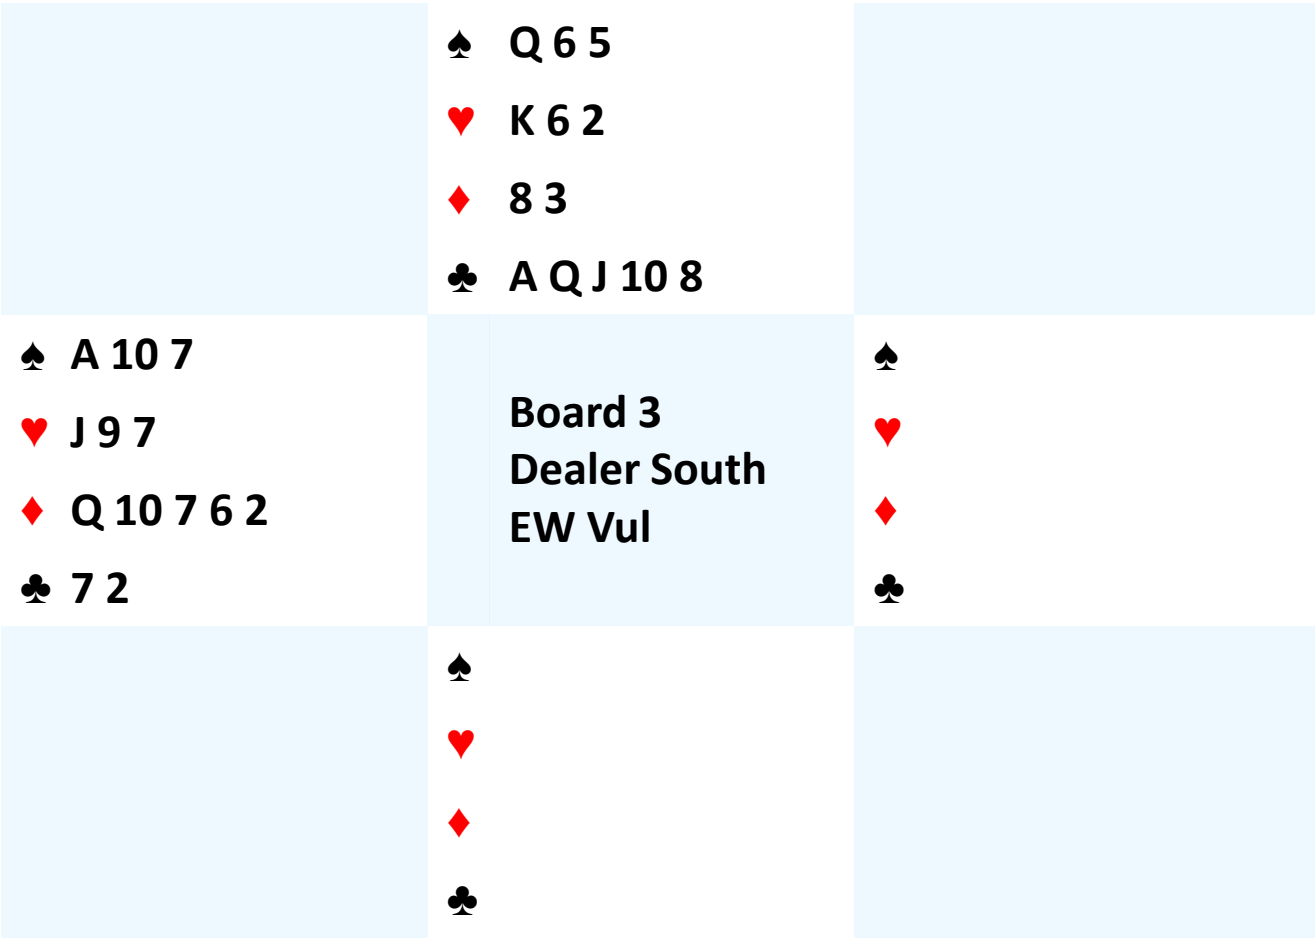 ♠ Q 6 5
♥ K 6 2
♦ 8 3
♣ A Q J 10 8
♠ A 10 7
♥ J 9 7
♦ Q 10 7 6 2
♣ 7 2
Board 3
Dealer South
EW Vul
♠
♥
♦
♣
♠
♥
♦
♣